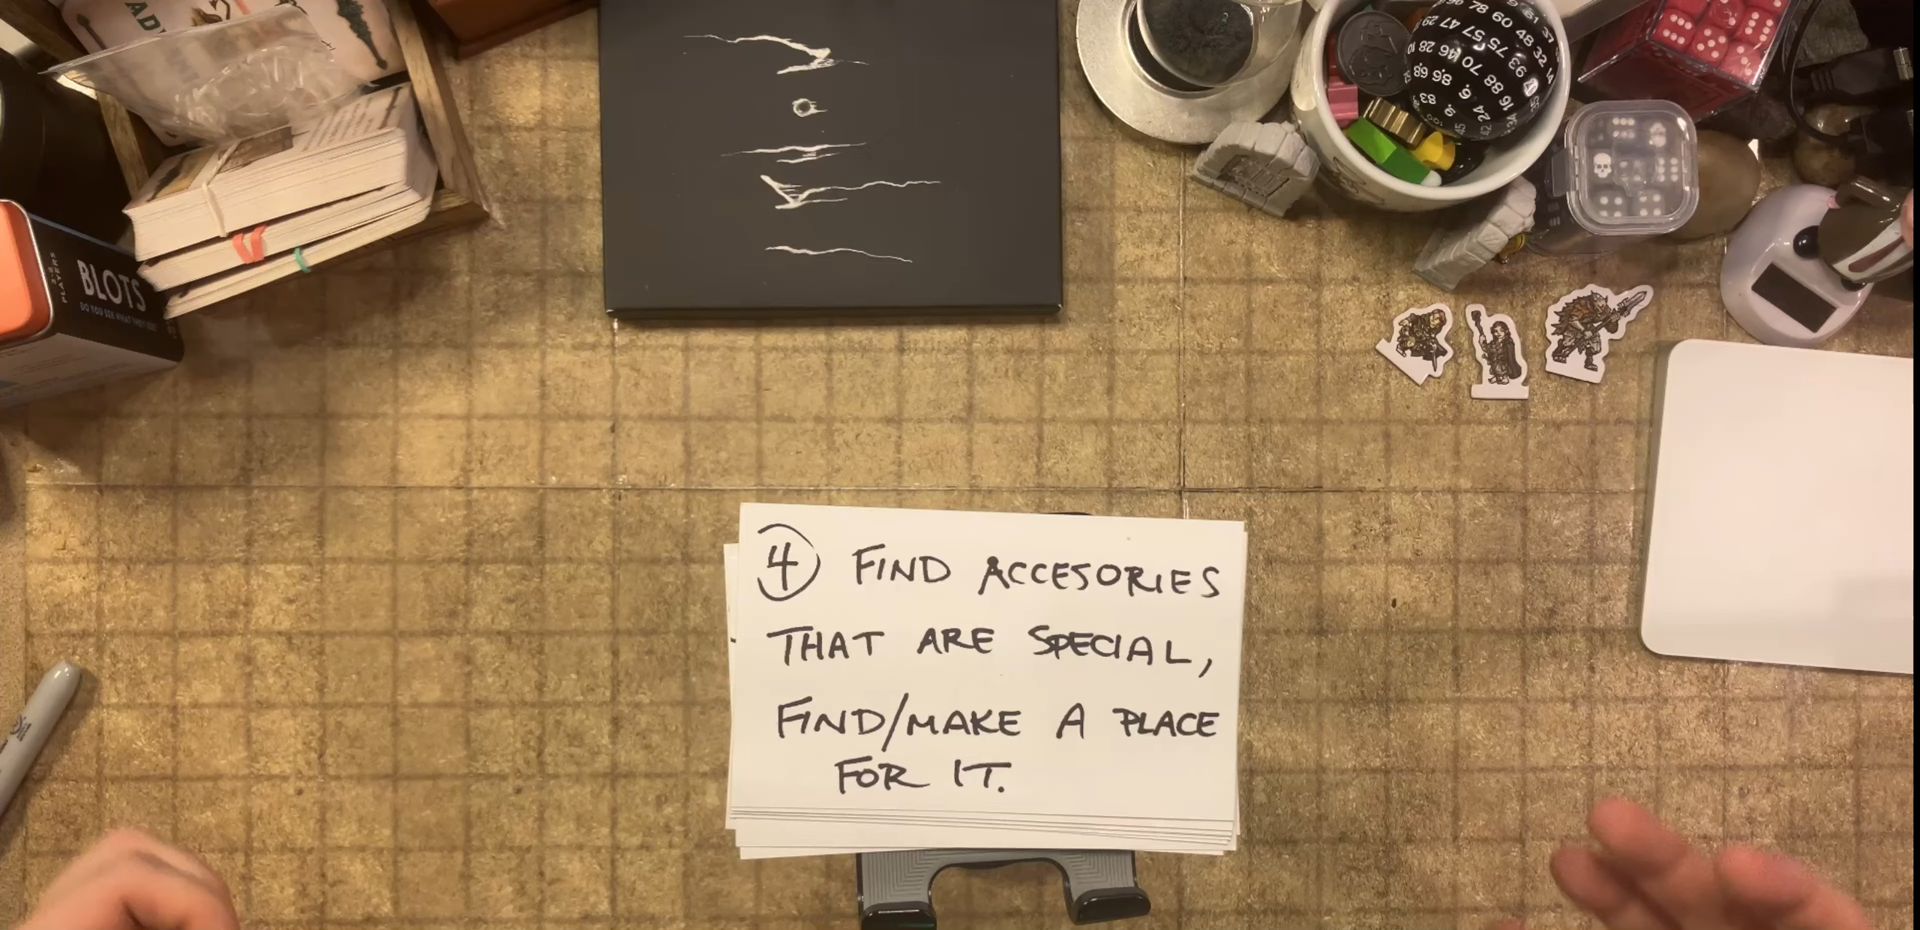 BLOTS
④ FIND ACCESORIES
THAT ARE SPECIAL,
FIND/MAKE A PLACE
FOR IT.